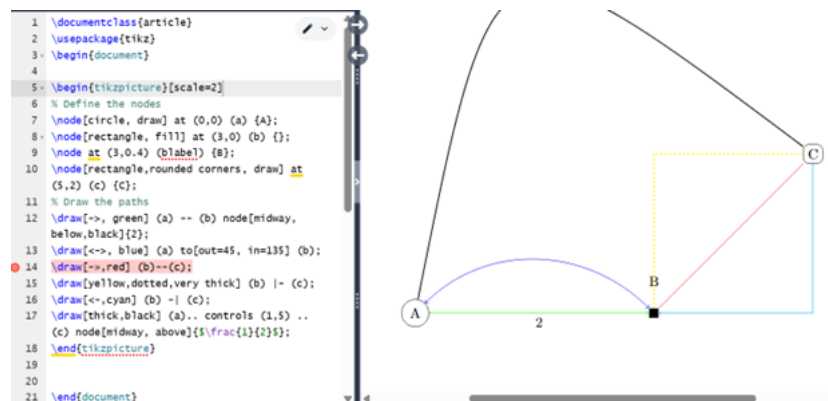 1 \documentclass{article}
2 \usepackage{tikz}
3 \begin{document}
4
5 \begin{tikzpicture}[scale=2]
6 % Define the nodes
7 \node[circle, draw] at (0,0) (a) {A};
8 \node[rectangle, fill] at (3,0) (b) {};
9 \node at (3,0.4) (blabel) {B};
10 \node[rectangle,rounded corners, draw] at
(5,2) (c) {C};
11 % Draw the paths
12 \draw[->, green] (a) -- (b) node[midway,
below,black]{2};
13 \draw[<->, blue] (a) to[out=45, in=135] (b);
14 \draw[->,red] (b)--(c);
15 \draw[yellow,dotted,very thick] (b) |- (c);
16 \draw[<-,cyan] (b) -| (c);
17 \draw[thick,black] (a).. controls (1,5) ..
(c) node[midway, above]{$\frac{1}{2}$};
18 \end{tikzpicture}
19
20
21 \end{document}
C
B
A
2